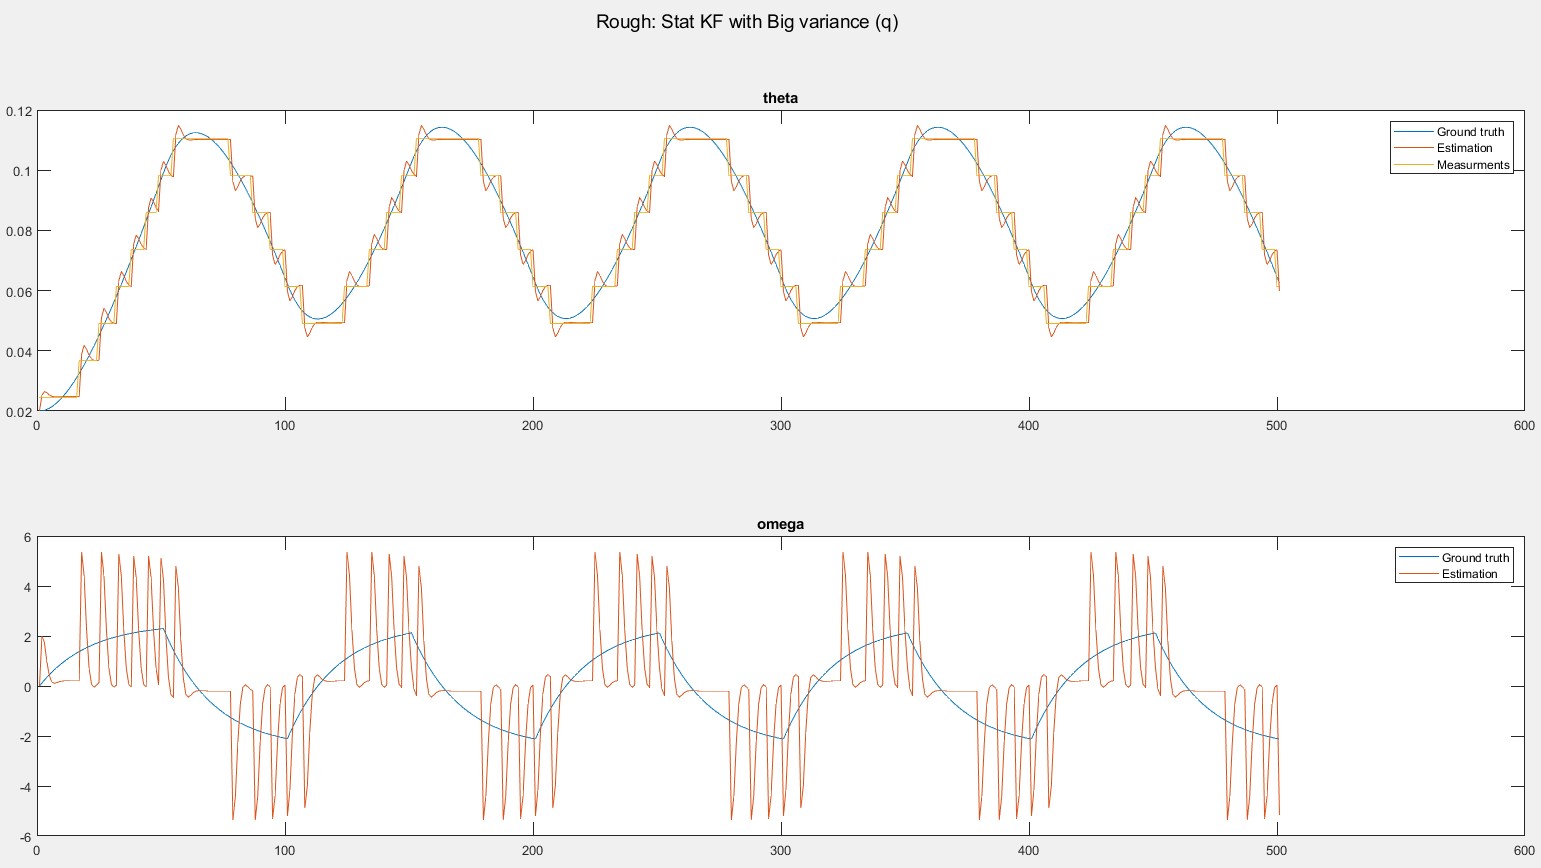 Rough: Stat KF with Big variance (q)
theta
0.12
0.1
0.08
0.06
0.04
0.02
0 100 200 300 400 500 600
Ground truth
Estimation
Measurments
omega
6
4
2
0
-2
-4
-6
0 100 200 300 400 500 600
Ground truth
Estimation